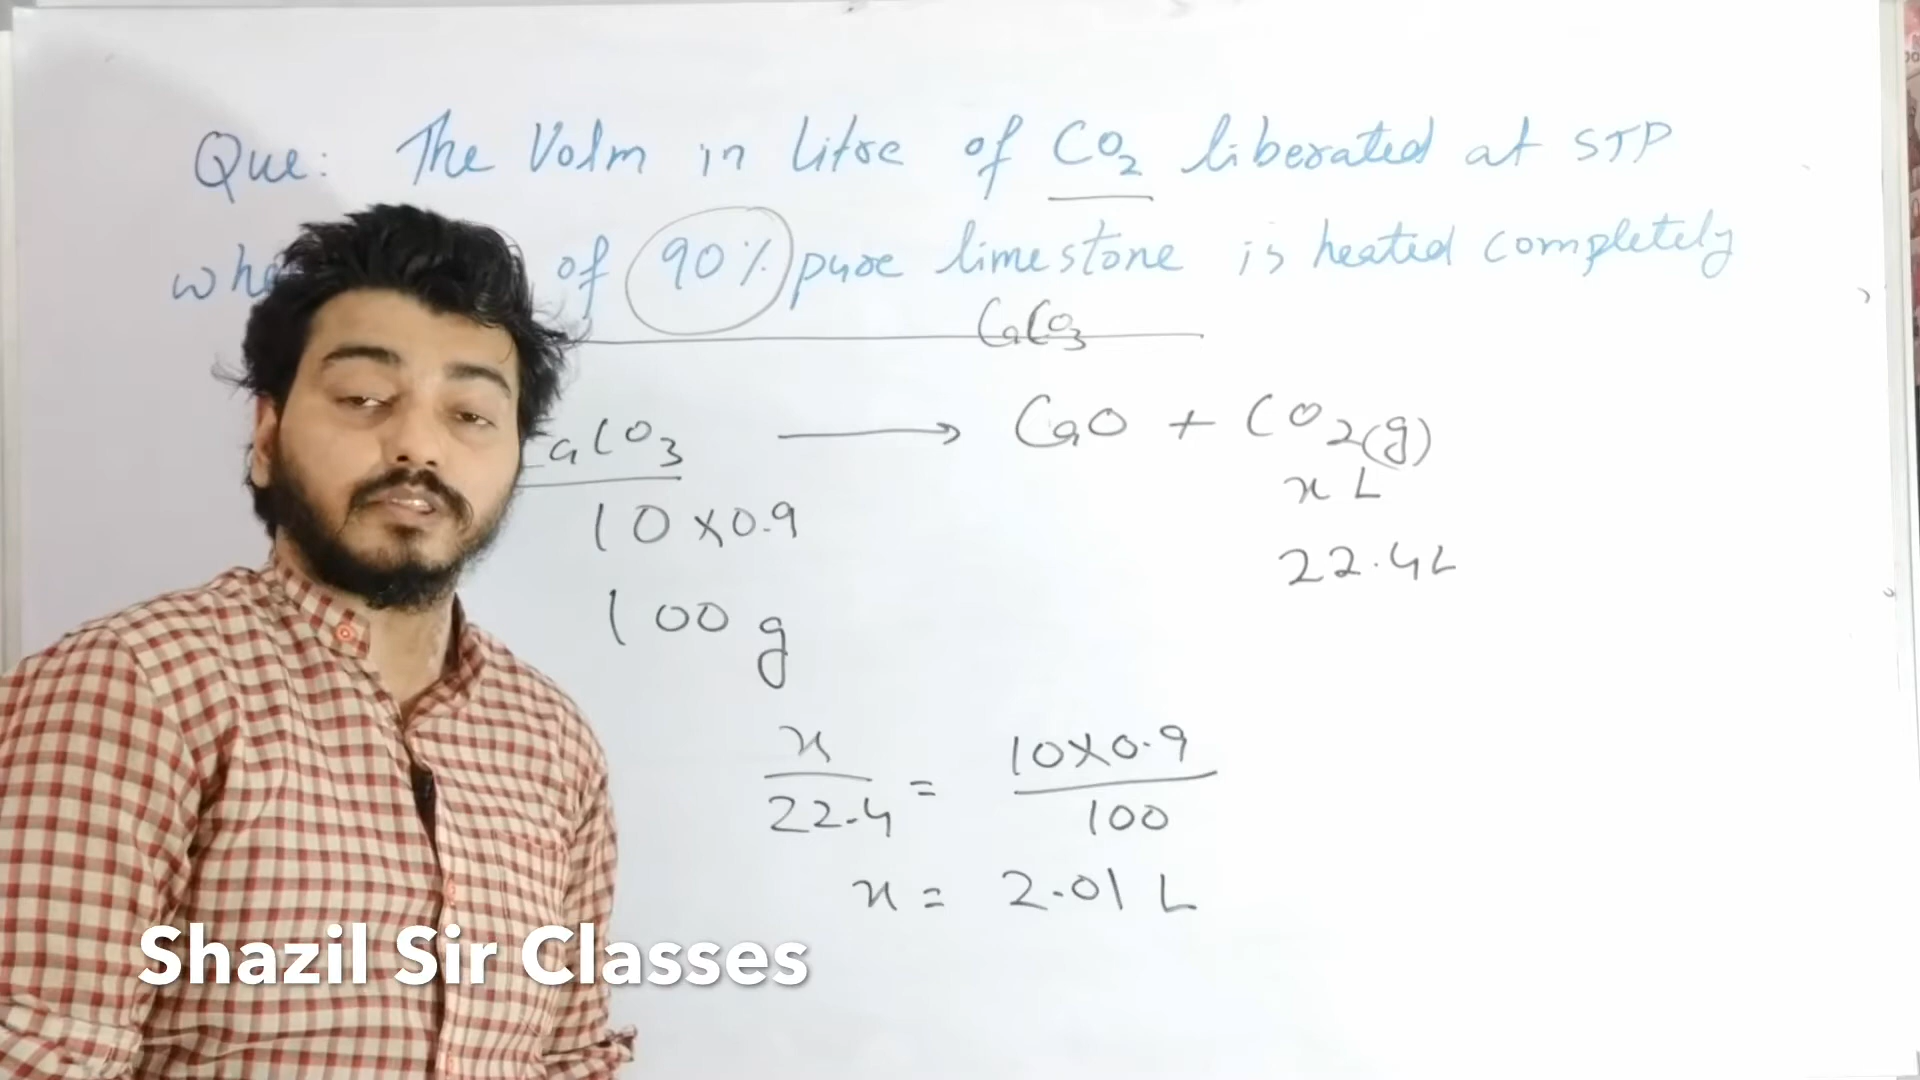 Que: The Volm in litre of CO₂ liberated at STP
whe of 90% pure limestone is heated completely
CaCO₃
CaCO₃ ⟶ CaO + CO₂(g)
x L
10×0.9
22.4L
100 g
x/22.4 = 10×0.9/100
x = 2.01 L
Shazil Sir Classes